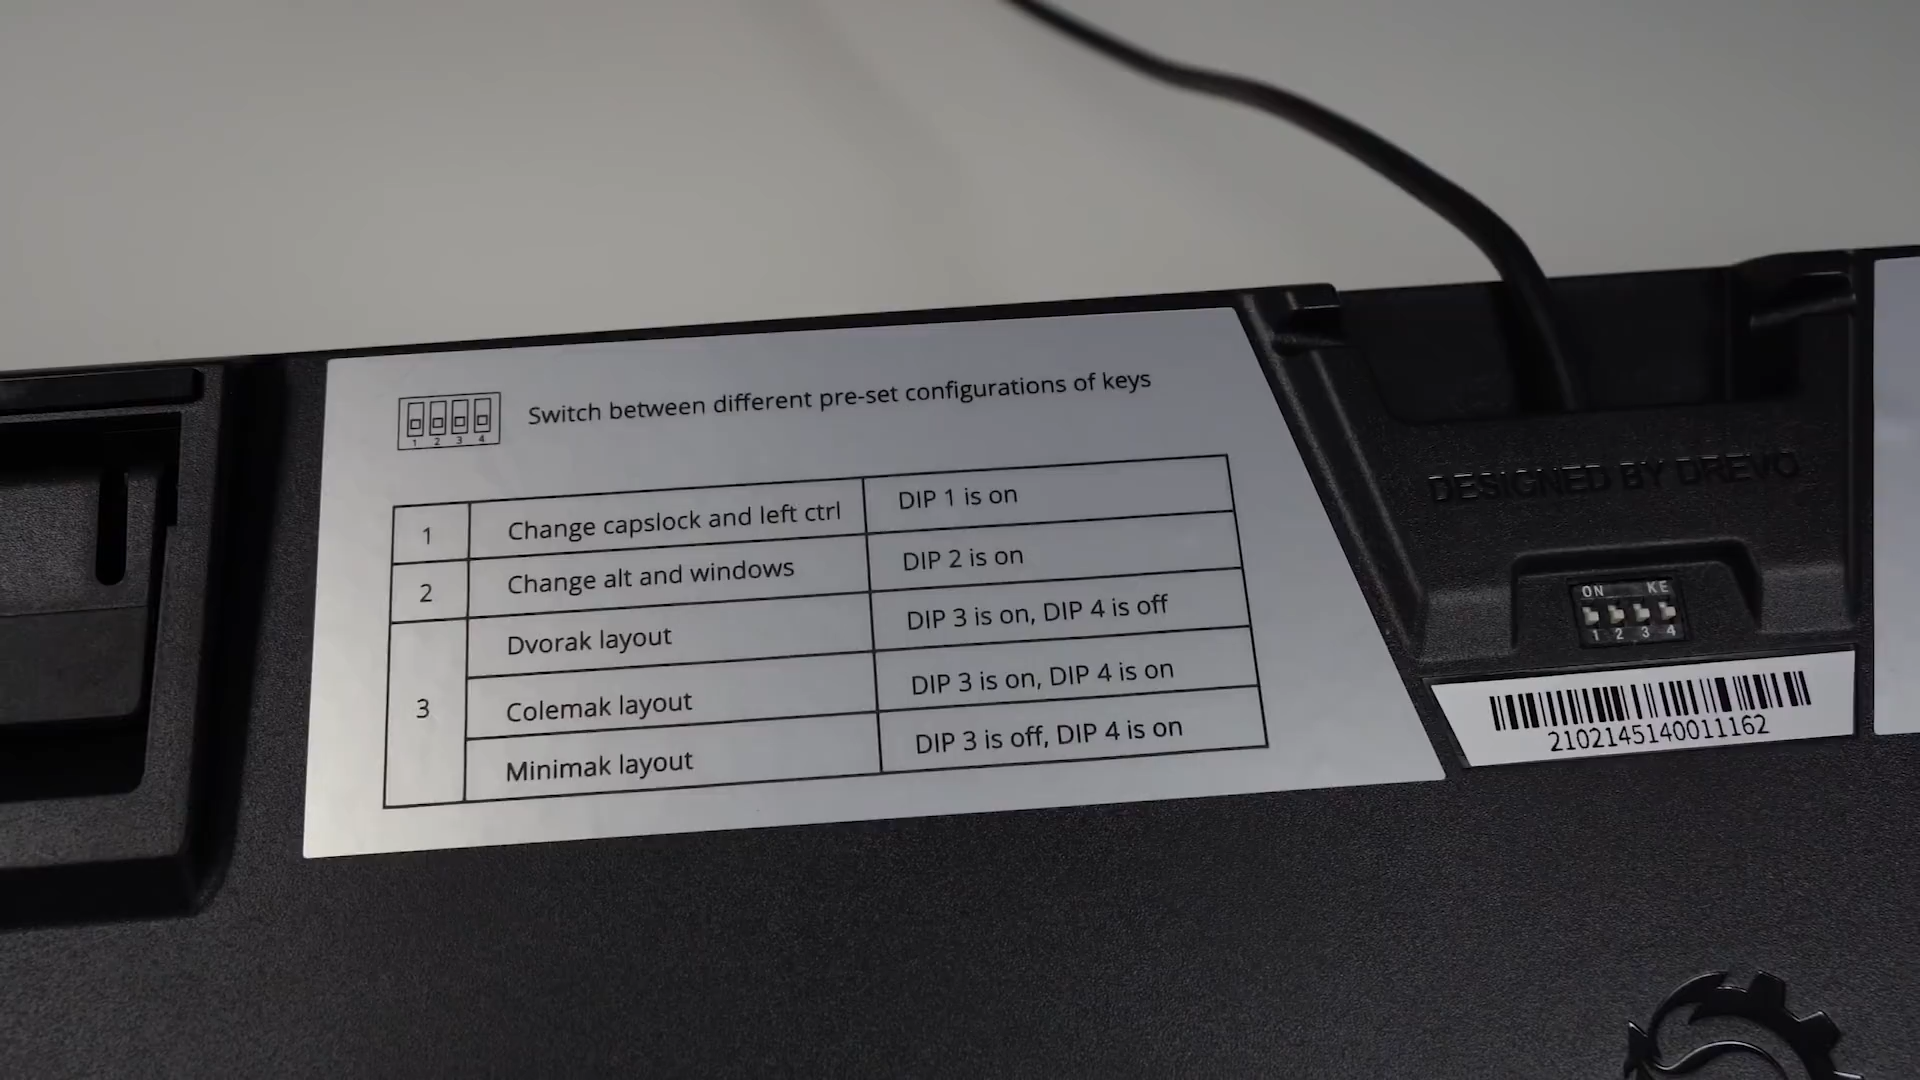 Switch between different pre-set configurations of keys
1 2 3 4
1 Change capslock and left ctrl DIP 1 is on
2 Change alt and windows DIP 2 is on
3 Dvorak layout DIP 3 is on, DIP 4 is off
Colemak layout DIP 3 is on, DIP 4 is on
Minimak layout DIP 3 is off, DIP 4 is on
DESIGNED BY DREVO
ON KE
1 2 3 4
2102145140011162